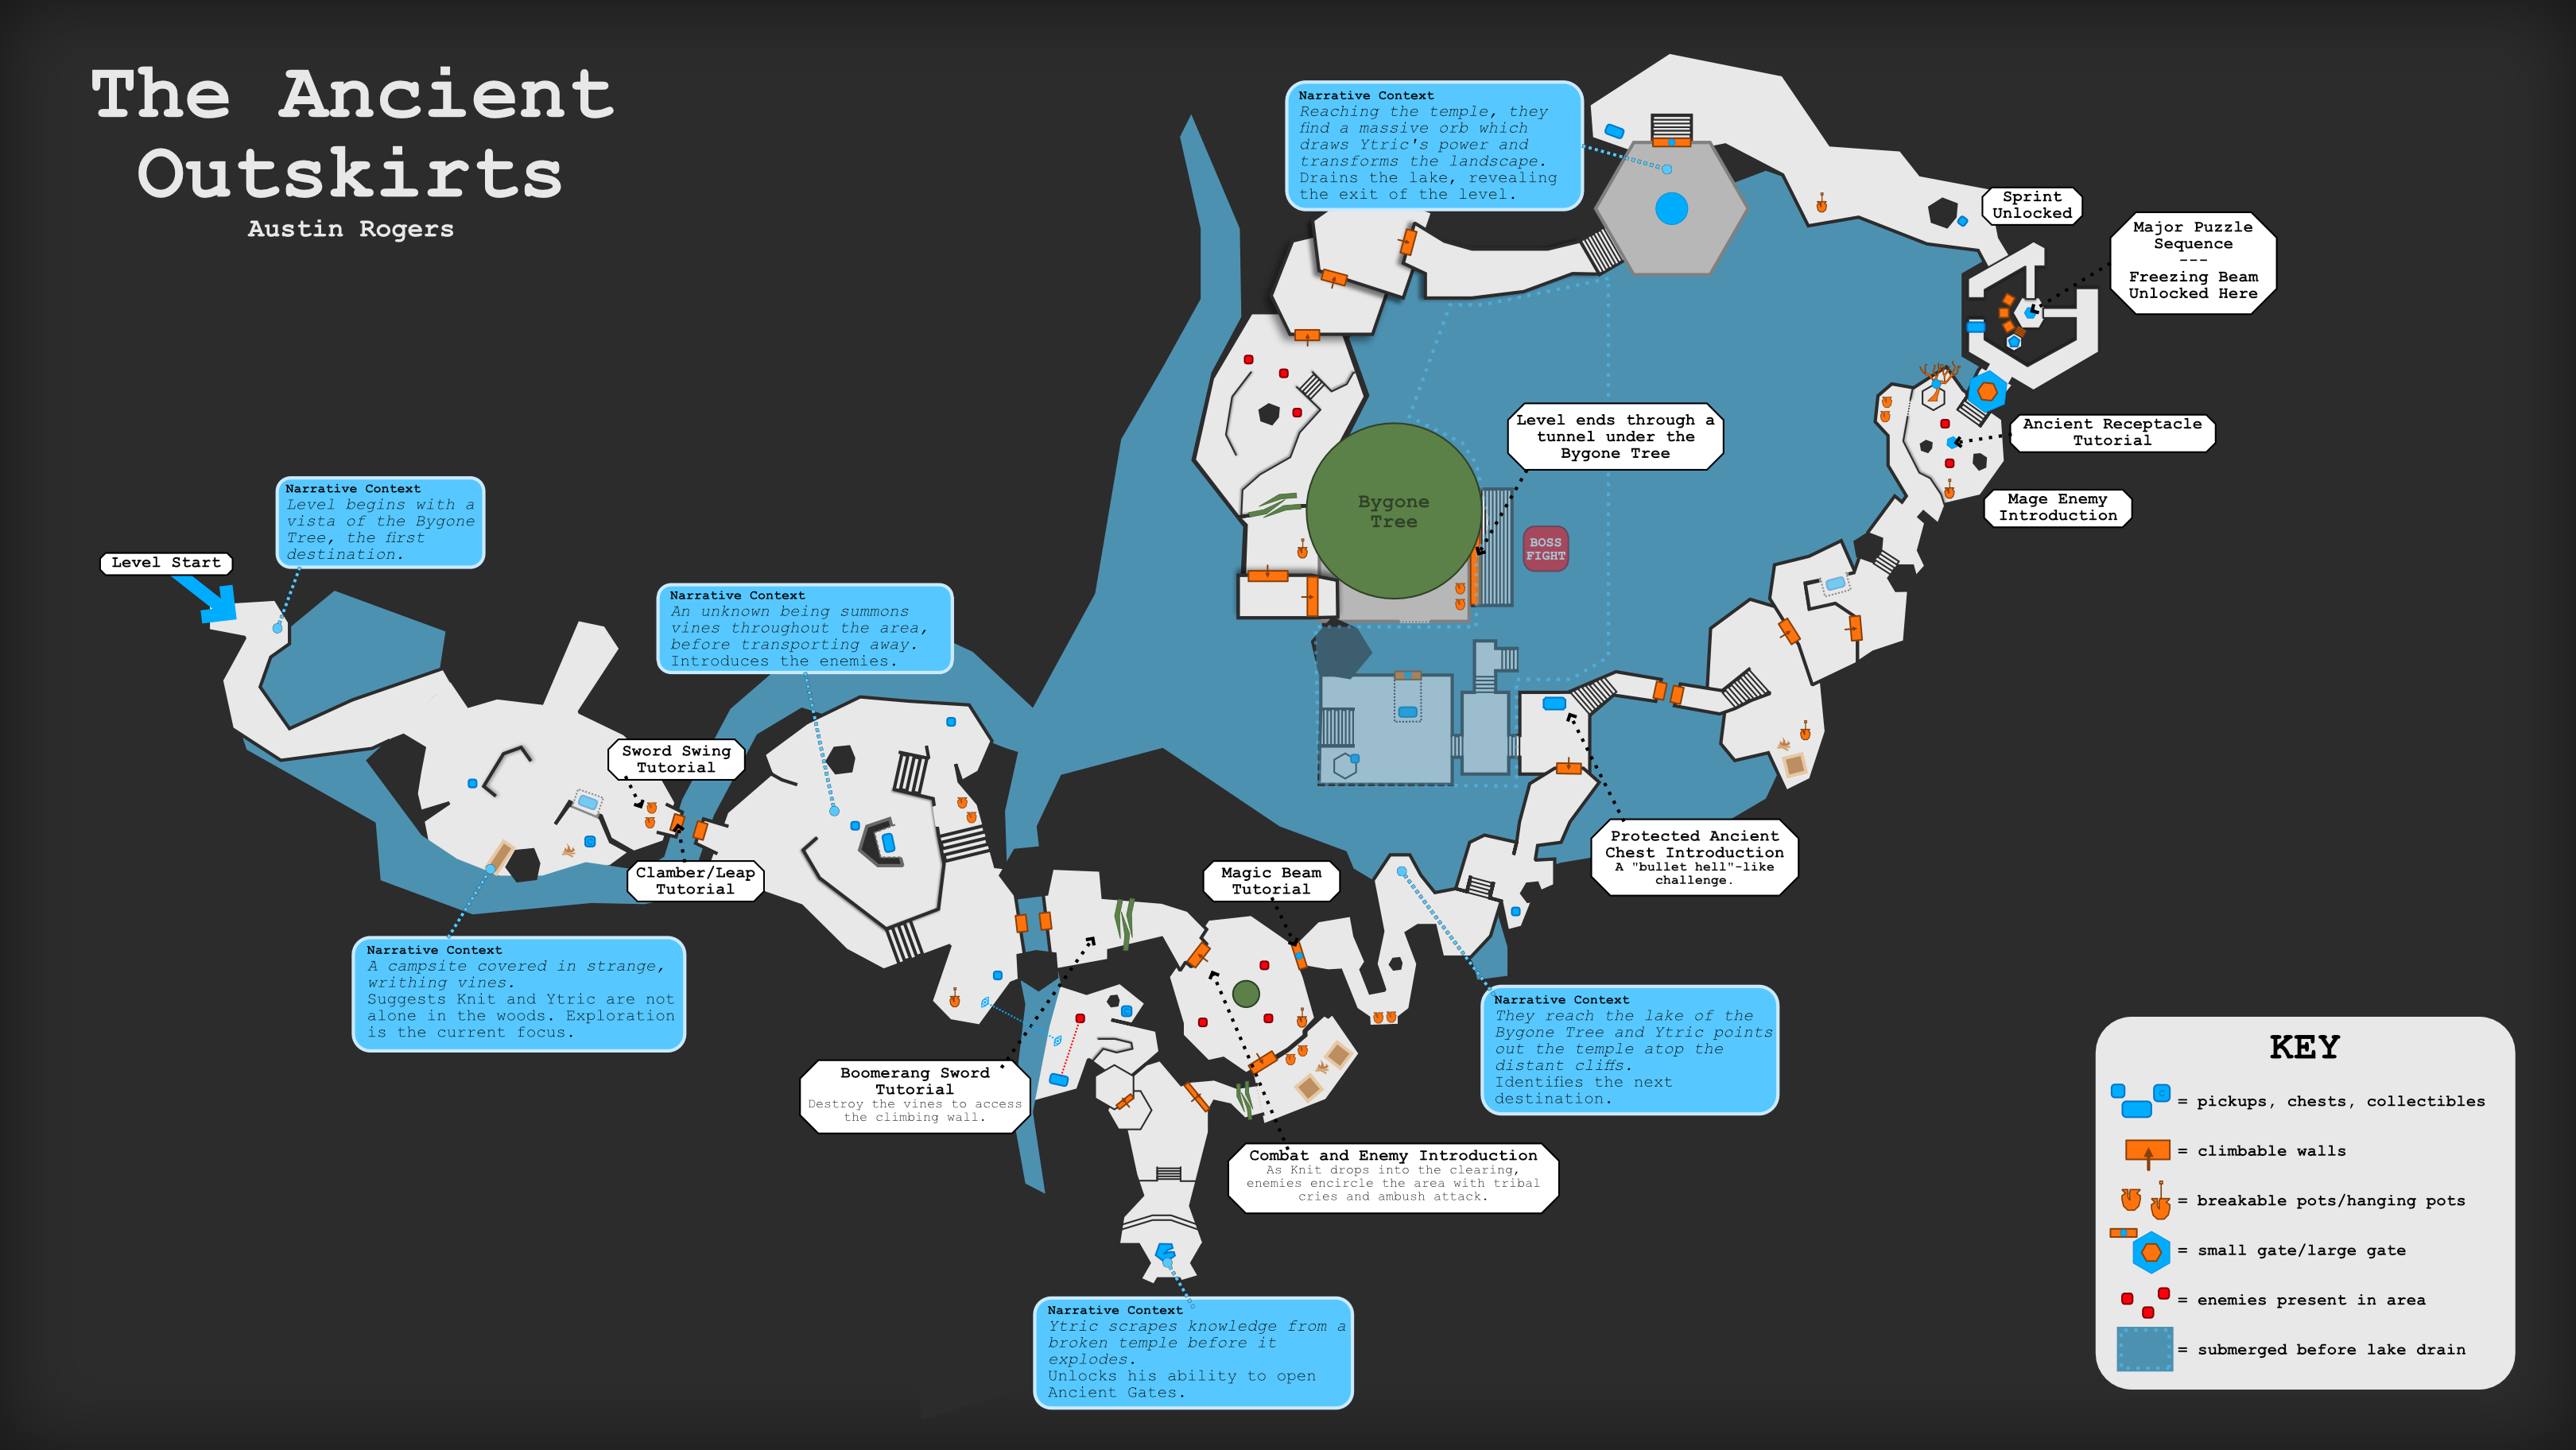 The Ancient
Outskirts
Austin Rogers
Narrative Context
Reaching the temple, they
find a massive orb which
draws Ytric's power and
transforms the landscape.
Drains the lake, revealing
the exit of the level.
Sprint
Unlocked
Major Puzzle
Sequence
---
Freezing Beam
Unlocked Here
Level ends through a
tunnel under the
Bygone Tree
Ancient Receptacle
Tutorial
Mage Enemy
Introduction
Bygone
Tree
BOSS
FIGHT
Narrative Context
Level begins with a
vista of the Bygone
Tree, the first
destination.
Level Start
Narrative Context
An unknown being summons
vines throughout the area,
before transporting away.
Introduces the enemies.
Sword Swing
Tutorial
Clamber/Leap
Tutorial
Protected Ancient
Chest Introduction
A "bullet hell"-like
challenge.
Magic Beam
Tutorial
Narrative Context
A campsite covered in strange,
writhing vines.
Suggests Knit and Ytric are not
alone in the woods. Exploration
is the current focus.
Narrative Context
They reach the lake of the
Bygone Tree and Ytric points
out the temple atop the
distant cliffs.
Identifies the next
destination.
Boomerang Sword
Tutorial
Destroy the vines to access
the climbing wall.
Combat and Enemy Introduction
As Knit drops into the clearing,
enemies encircle the area with tribal
cries and ambush attack.
Narrative Context
Ytric scrapes knowledge from a
broken temple before it
explodes.
Unlocks his ability to open
Ancient Gates.
KEY
C
= pickups, chests, collectibles
= climbable walls
= breakable pots/hanging pots
= small gate/large gate
= enemies present in area
= submerged before lake drain